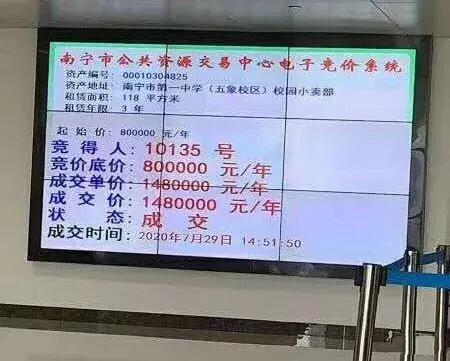 南宁市公共资源交易中心电子竞价系统
资产编号: 00010304825
资产地址: 南宁市第一中学(五象校区)校园小卖部
租赁面积: 118 平方米
租赁年限: 3 年
起始价: 800000 元/年
竞得人: 10135 号
竞价底价: 800000 元/年
成交单价: 1480000 元/年
成交价: 1480000 元/年
状态: 成交
成交时间: 2020年7月29日 14:51:50